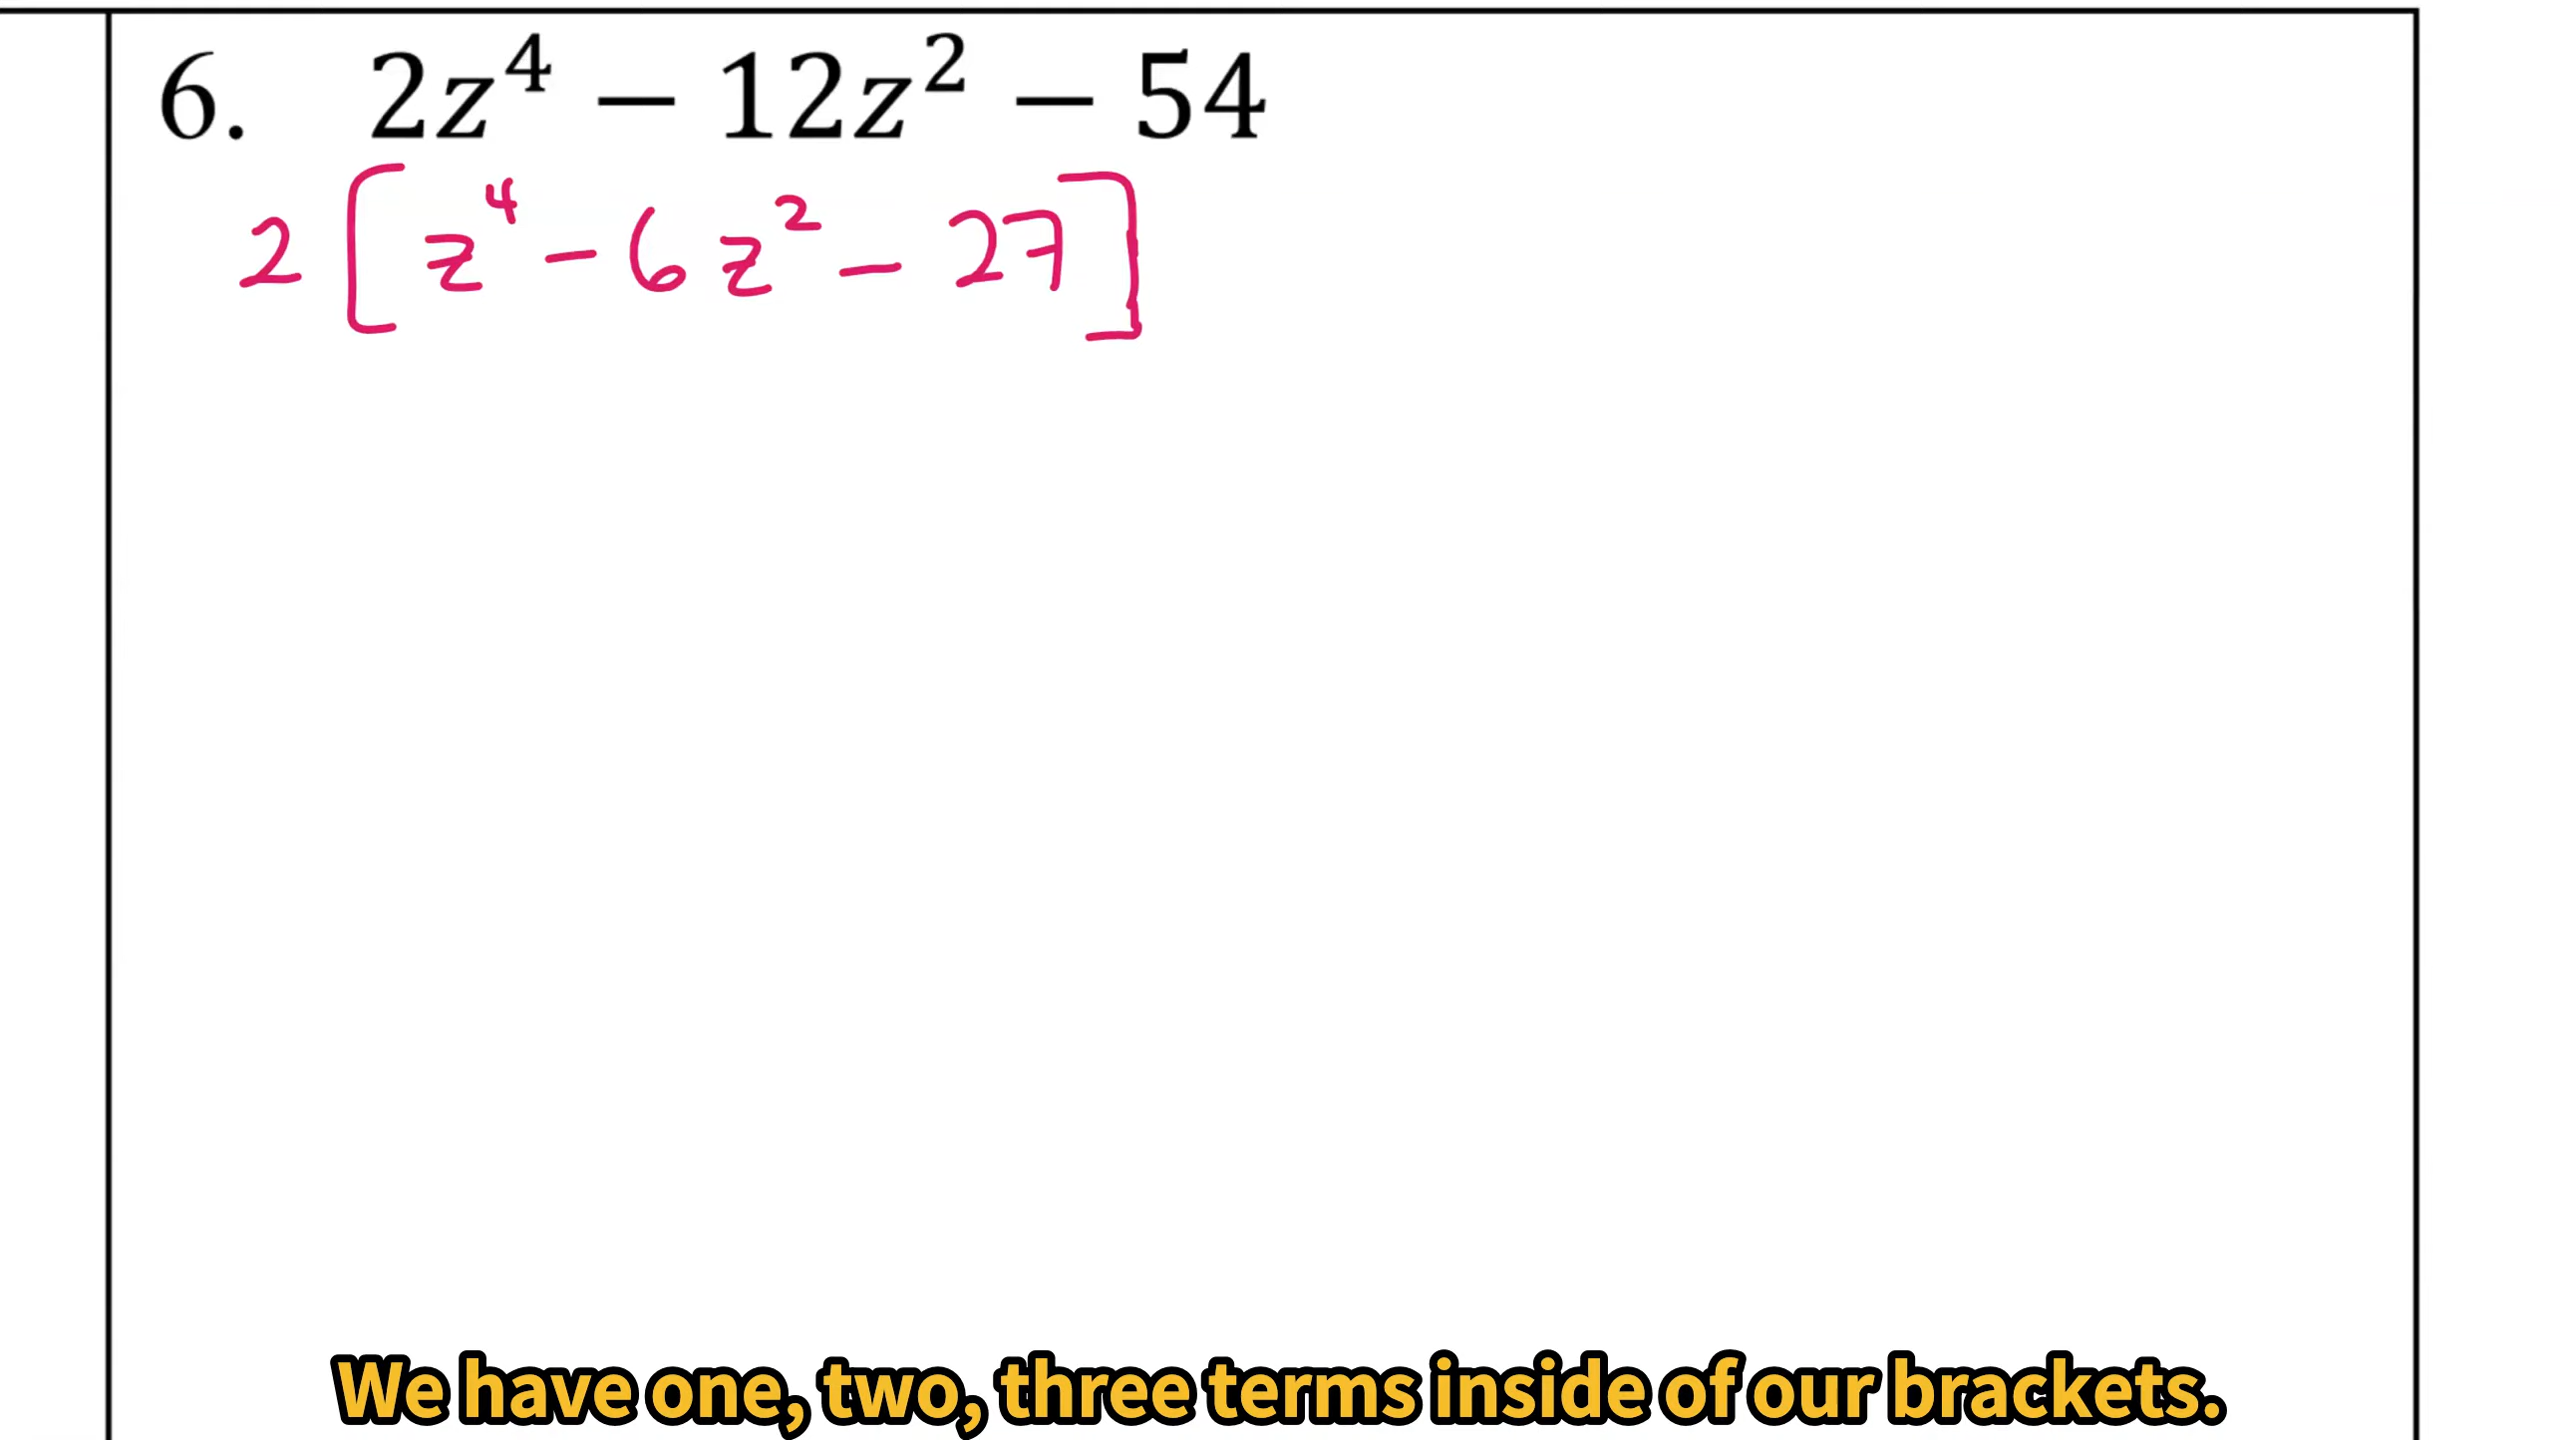 6. 2z⁴ − 12z² − 54
2 [z⁴ − 6z² − 27]
We have one, two, three terms inside of our brackets.